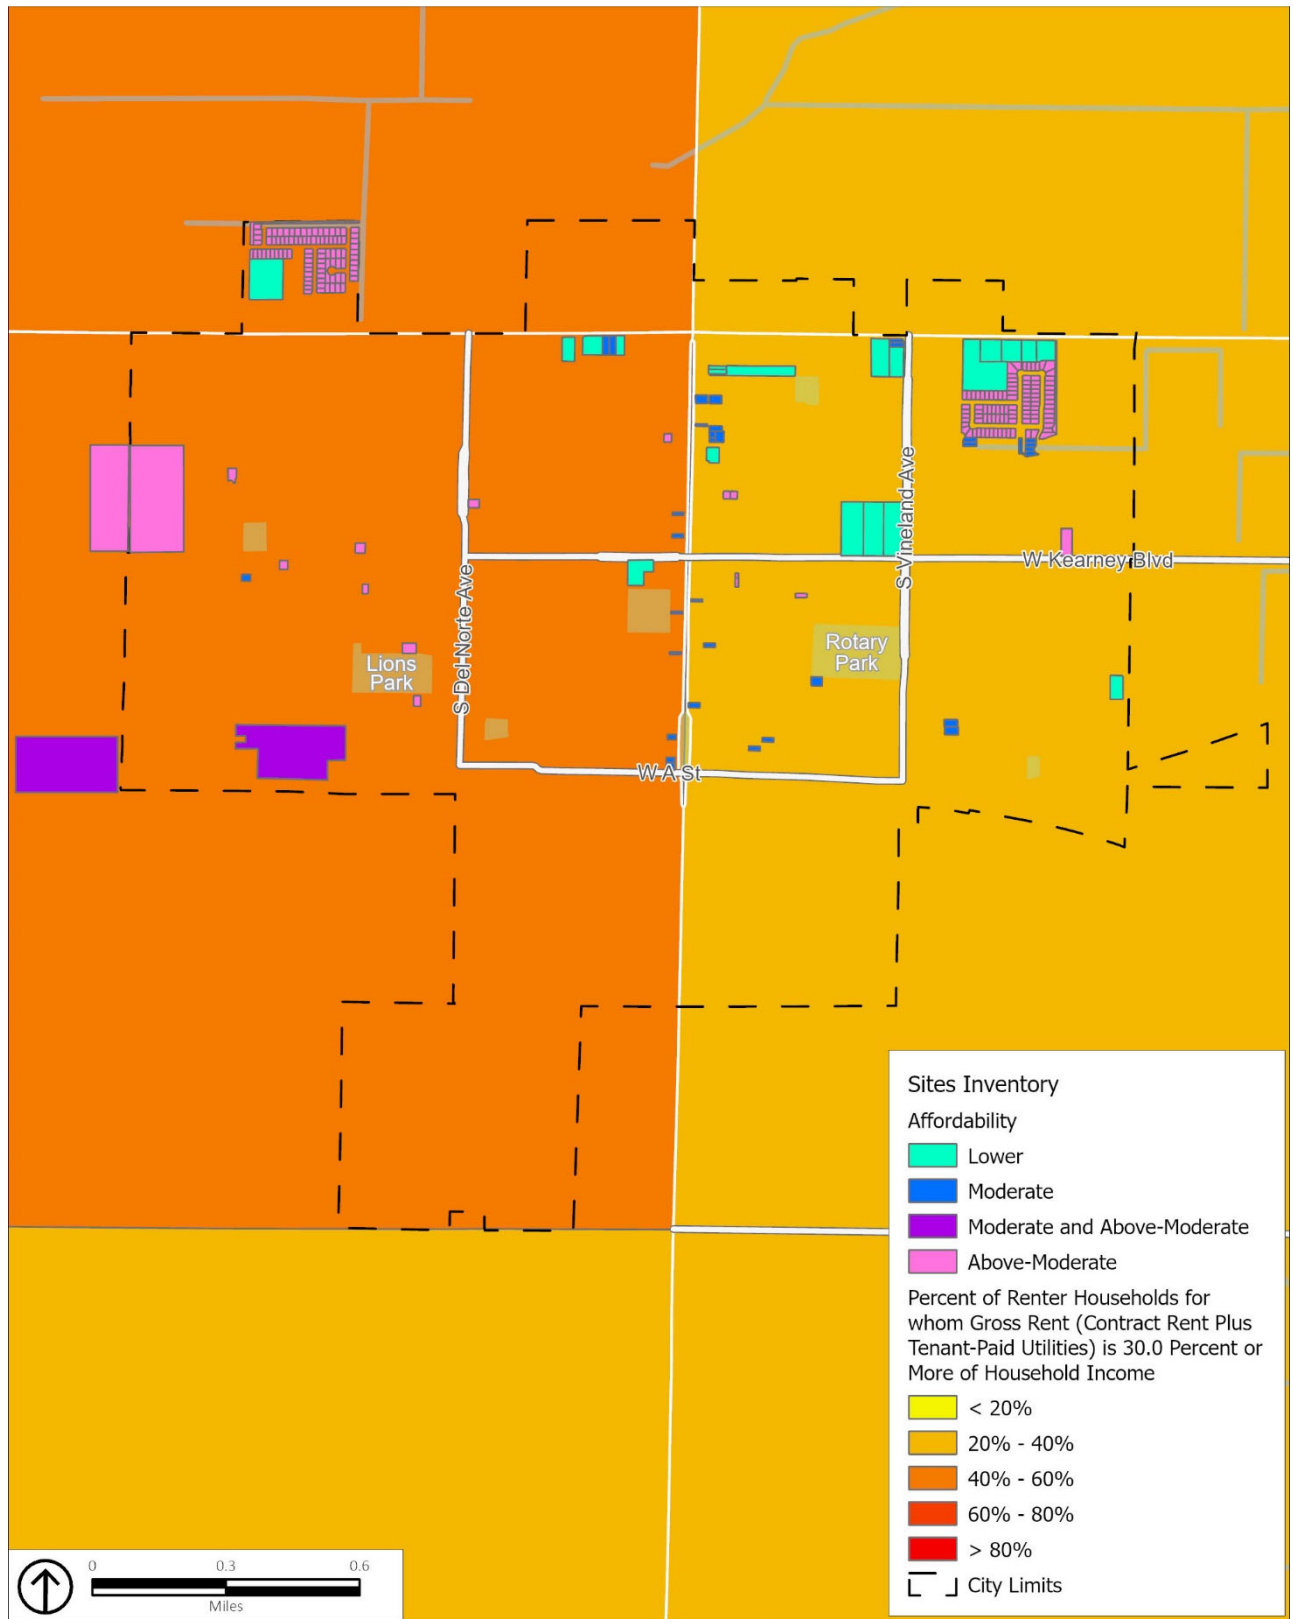 S Vineland Ave
W Kearney Blvd
S Del Norte Ave
Lions
Park
Rotary
Park
W A St
Sites Inventory
Affordability
Lower
Moderate
Moderate and Above-Moderate
Above-Moderate
Percent of Renter Households for
whom Gross Rent (Contract Rent Plus
Tenant-Paid Utilities) is 30.0 Percent or
More of Household Income
< 20%
20% - 40%
40% - 60%
60% - 80%
> 80%
City Limits
0 0.3 0.6
Miles